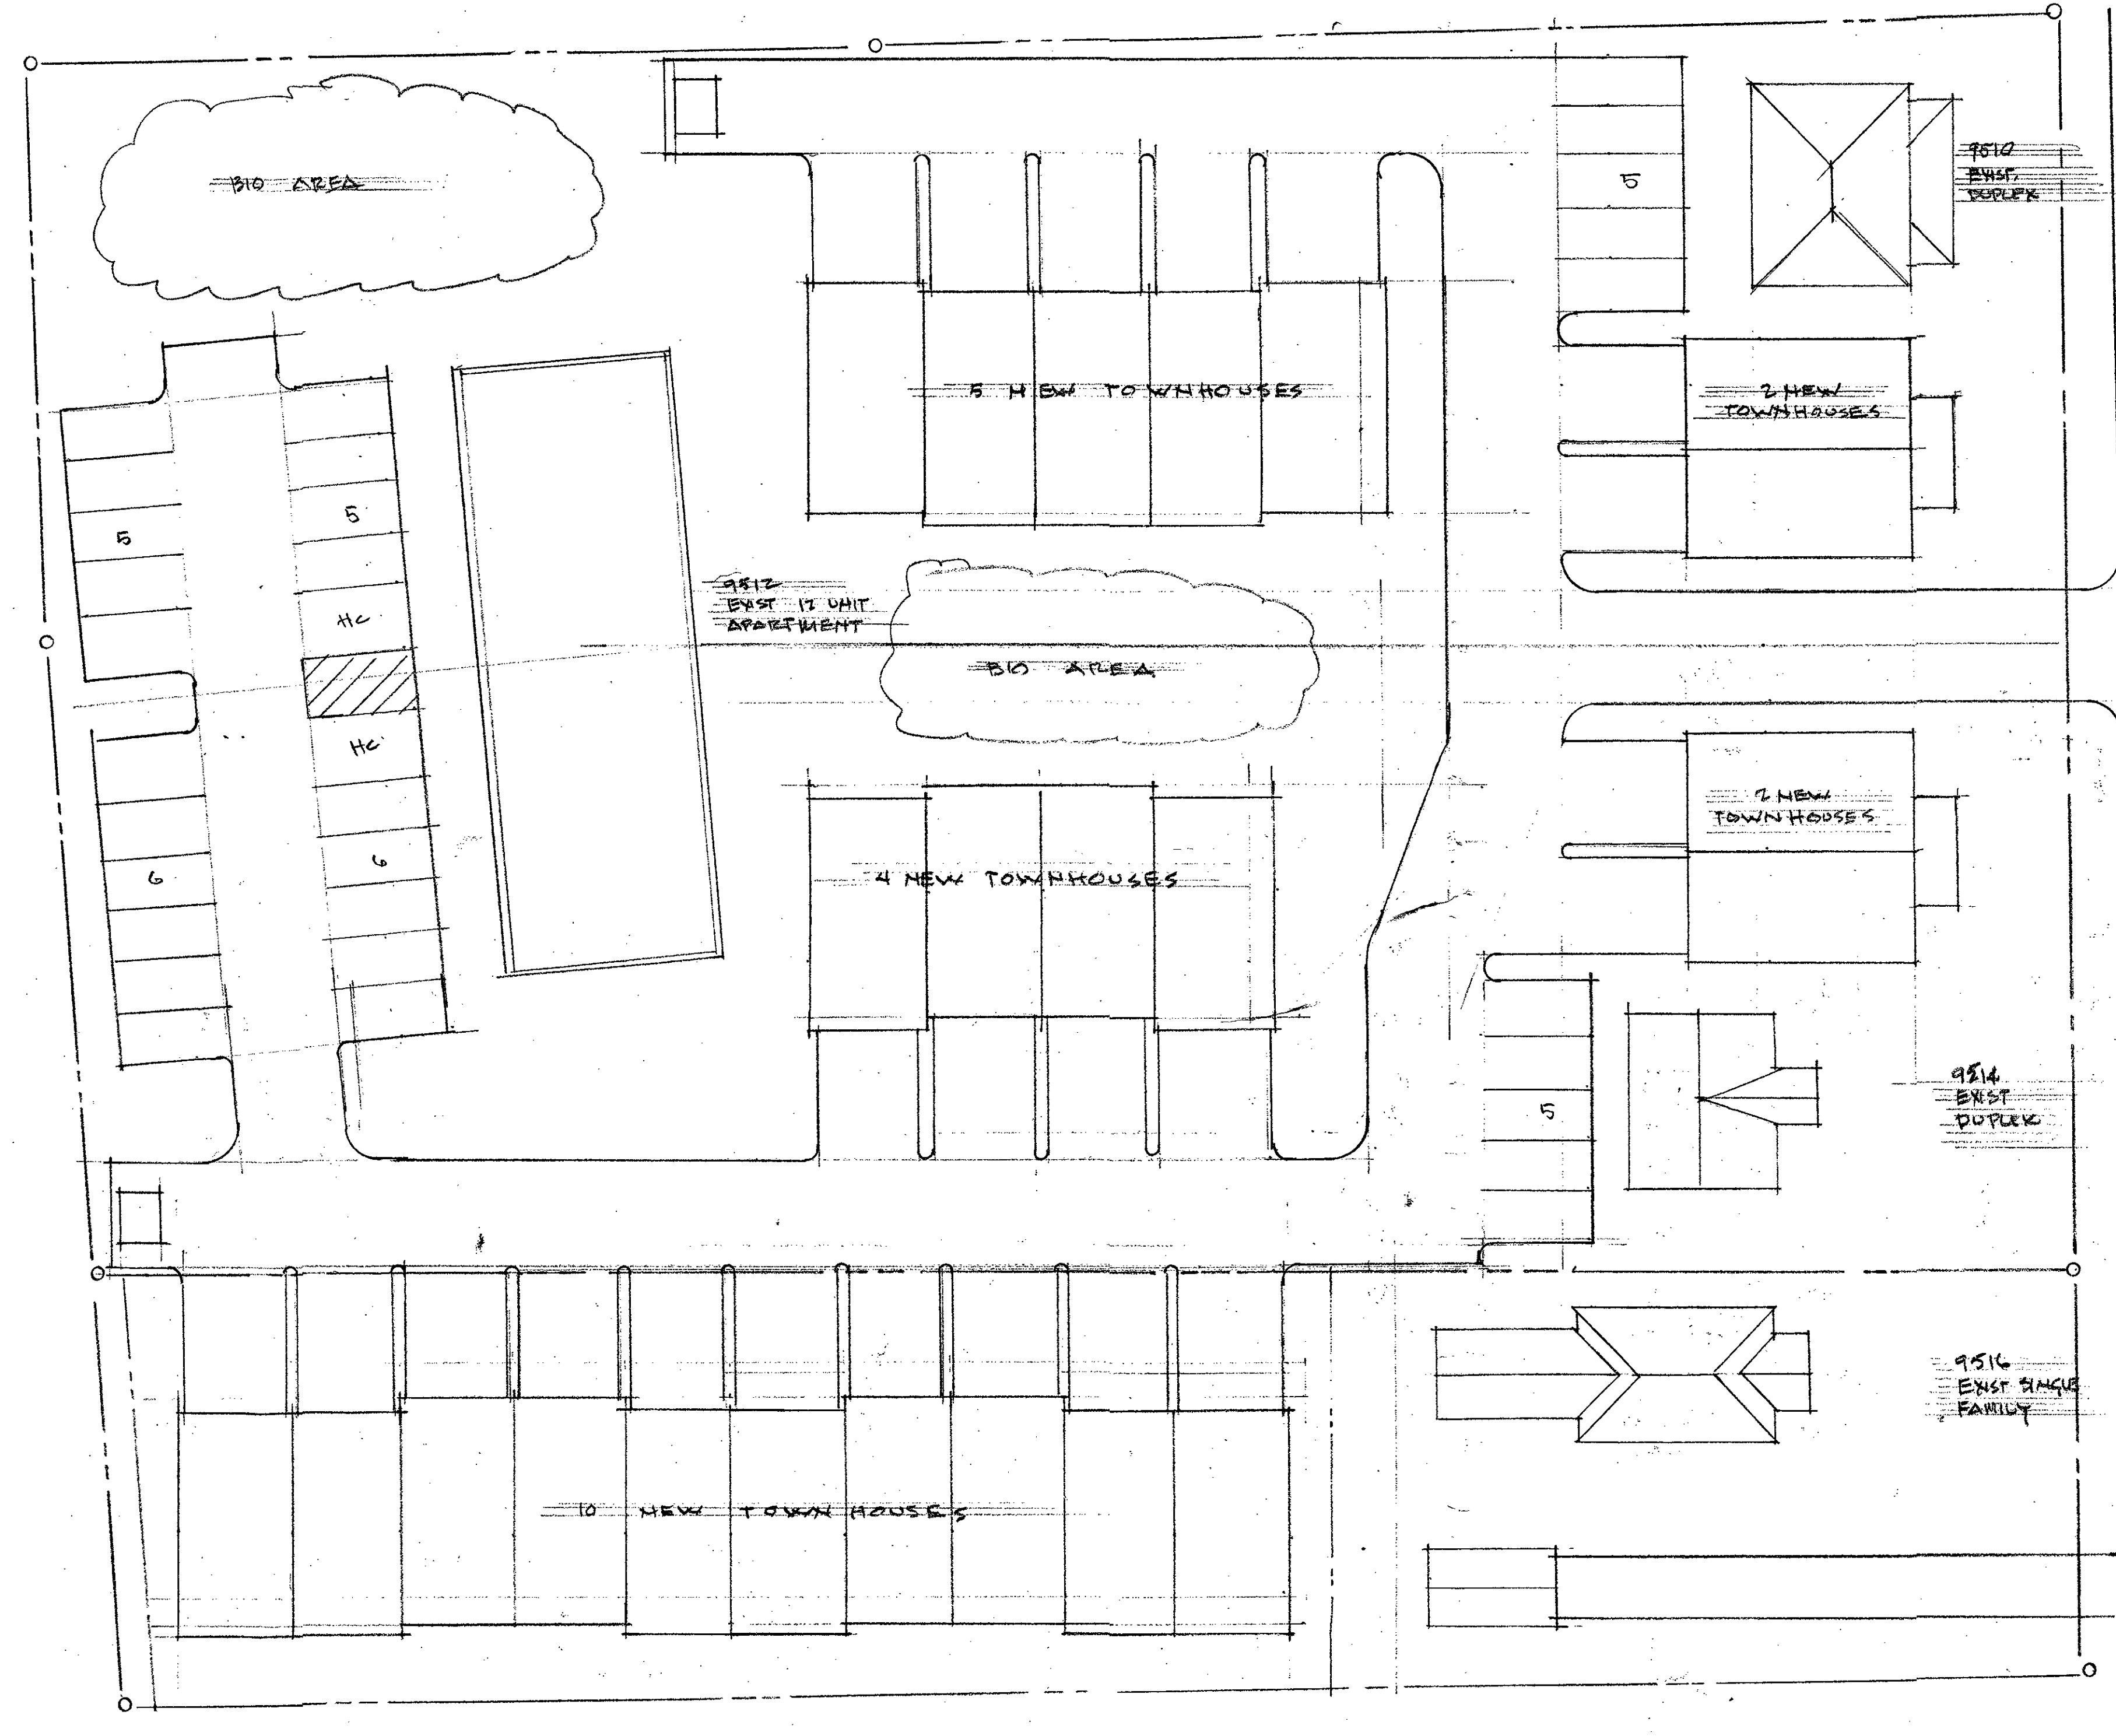 BIO AREA
9510
EXIST.
DUPLEX
5
5 NEW TOWNHOUSES
2 NEW
TOWNHOUSES
5
5
HC
9512
EXIST 12 UNIT
APARTMENT
BIO AREA
HC
2 NEW
TOWNHOUSES
6
6
4 NEW TOWNHOUSES
9514
EXIST
DUPLEX
5
9516
EXIST SINGLE
FAMILY
10 NEW TOWN HOUSES